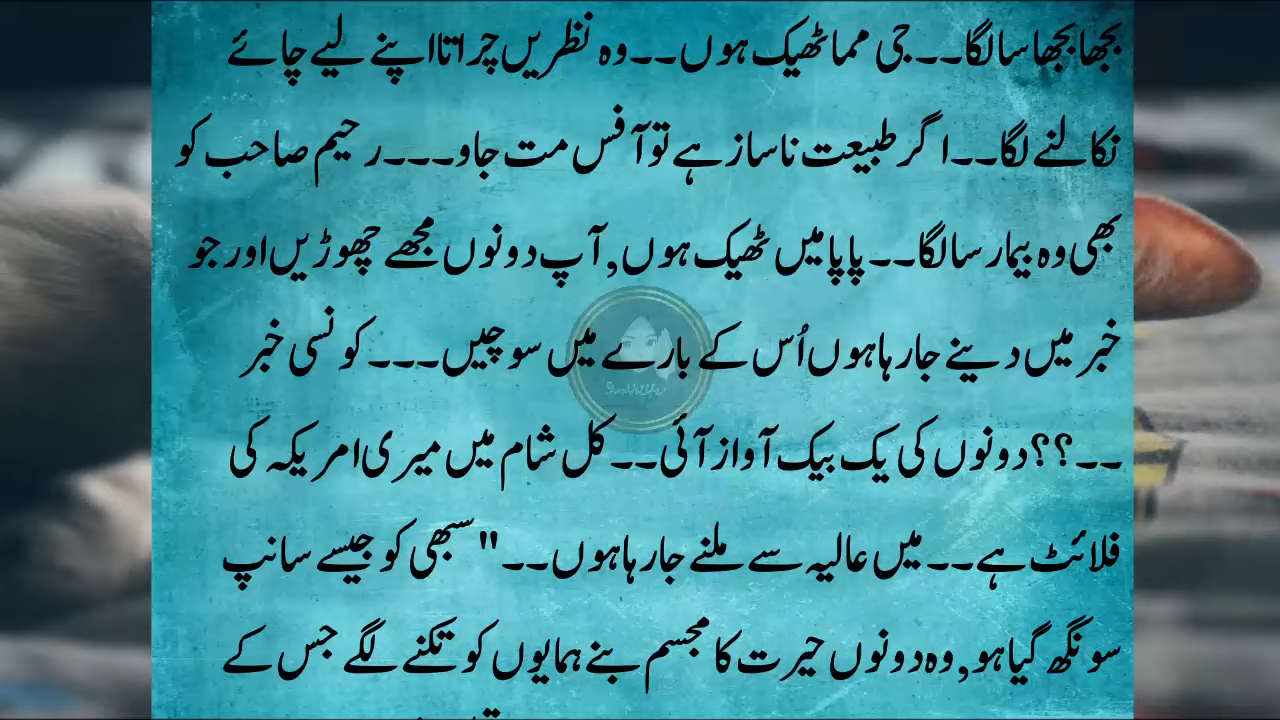 بجھا بجھا سا لگا۔۔جی مما ٹھیک ہوں۔۔وہ نظریں چراتا اپنے لیے چائے
نکالنے لگا۔۔اگر طبیعت ناساز ہے تو آفس مت جاو۔۔۔رحیم صاحب کو
بھی وہ بیمار سا لگا۔۔پاپا میں ٹھیک ہوں,آپ دونوں مجھے چھوڑیں اور جو
خبر میں دینے جا رہا ہوں اُس کے بارے میں سوچیں۔۔۔کونسی خبر
۔۔؟؟دونوں کی یک بیک آواز آئی۔۔کل شام میں میری امریکہ کی
فلائٹ ہے۔۔میں عالیہ سے ملنے جا رہا ہوں۔۔"سبھی کو جیسے سانپ
سونگھ گیا ہو,وہ دونوں حیرت کا مجسم بنے ہمایوں کو تکنے لگے جس کے